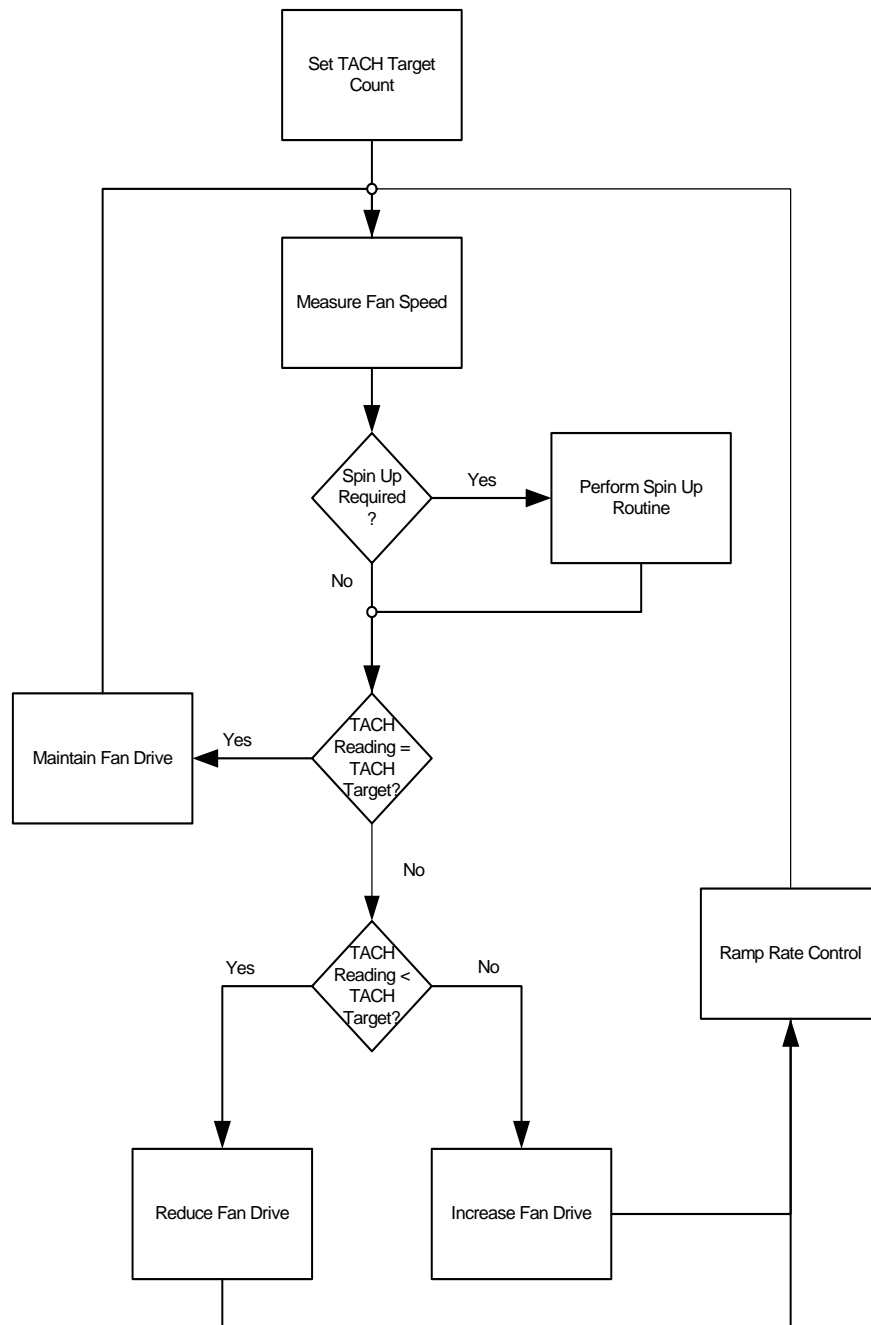 Set TACH Target
Count
Measure Fan Speed
Spin Up
Required
?
Yes
Perform Spin Up
Routine
No
TACH
Reading =
TACH
Target?
Yes
Maintain Fan Drive
No
TACH
Reading <
TACH
Target?
Yes
No
Ramp Rate Control
Reduce Fan Drive
Increase Fan Drive